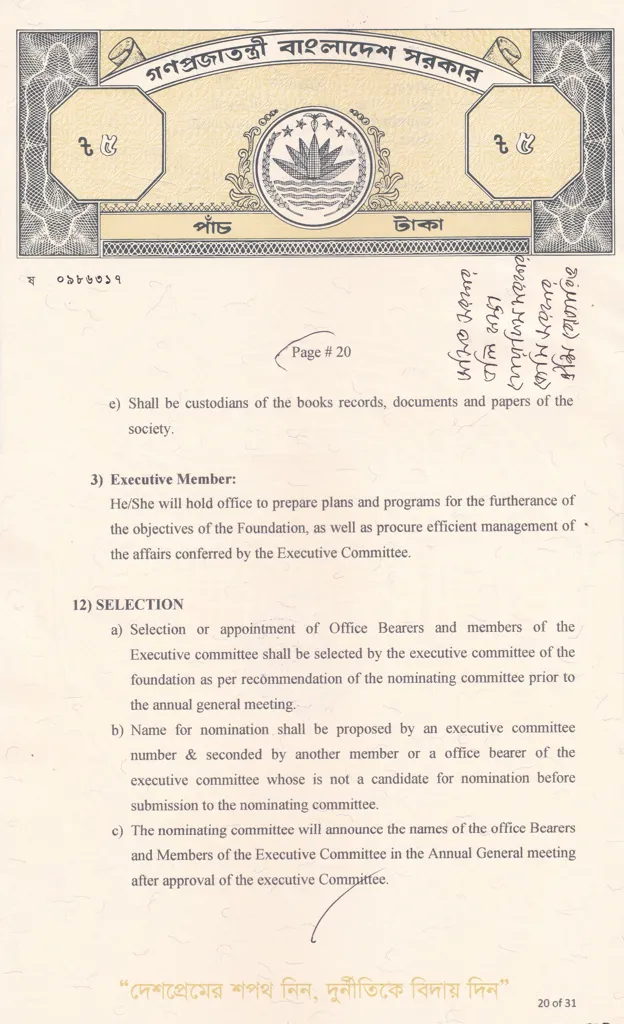 গণপ্রজাতন্ত্রী বাংলাদেশ সরকার
৳ ৫
৳ ৫
পাঁচ টাকা
ষ ০৯৮৬৩১৭
Page # 20
e) Shall be custodians of the books records, documents and papers of the
society.
3) Executive Member:
He/She will hold office to prepare plans and programs for the furtherance of
the objectives of the Foundation, as well as procure efficient management of
the affairs conferred by the Executive Committee.
12) SELECTION
a) Selection or appointment of Office Bearers and members of the
Executive committee shall be selected by the executive committee of the
foundation as per recommendation of the nominating committee prior to
the annual general meeting.
b) Name for nomination shall be proposed by an executive committee
number & seconded by another member or a office bearer of the
executive committee whose is not a candidate for nomination before
submission to the nominating committee.
c) The nominating committee will announce the names of the office Bearers
and Members of the Executive Committee in the Annual General meeting
after approval of the executive Committee.
“দেশপ্রেমের শপথ নিন, দুর্নীতিকে বিদায় দিন”
20 of 31